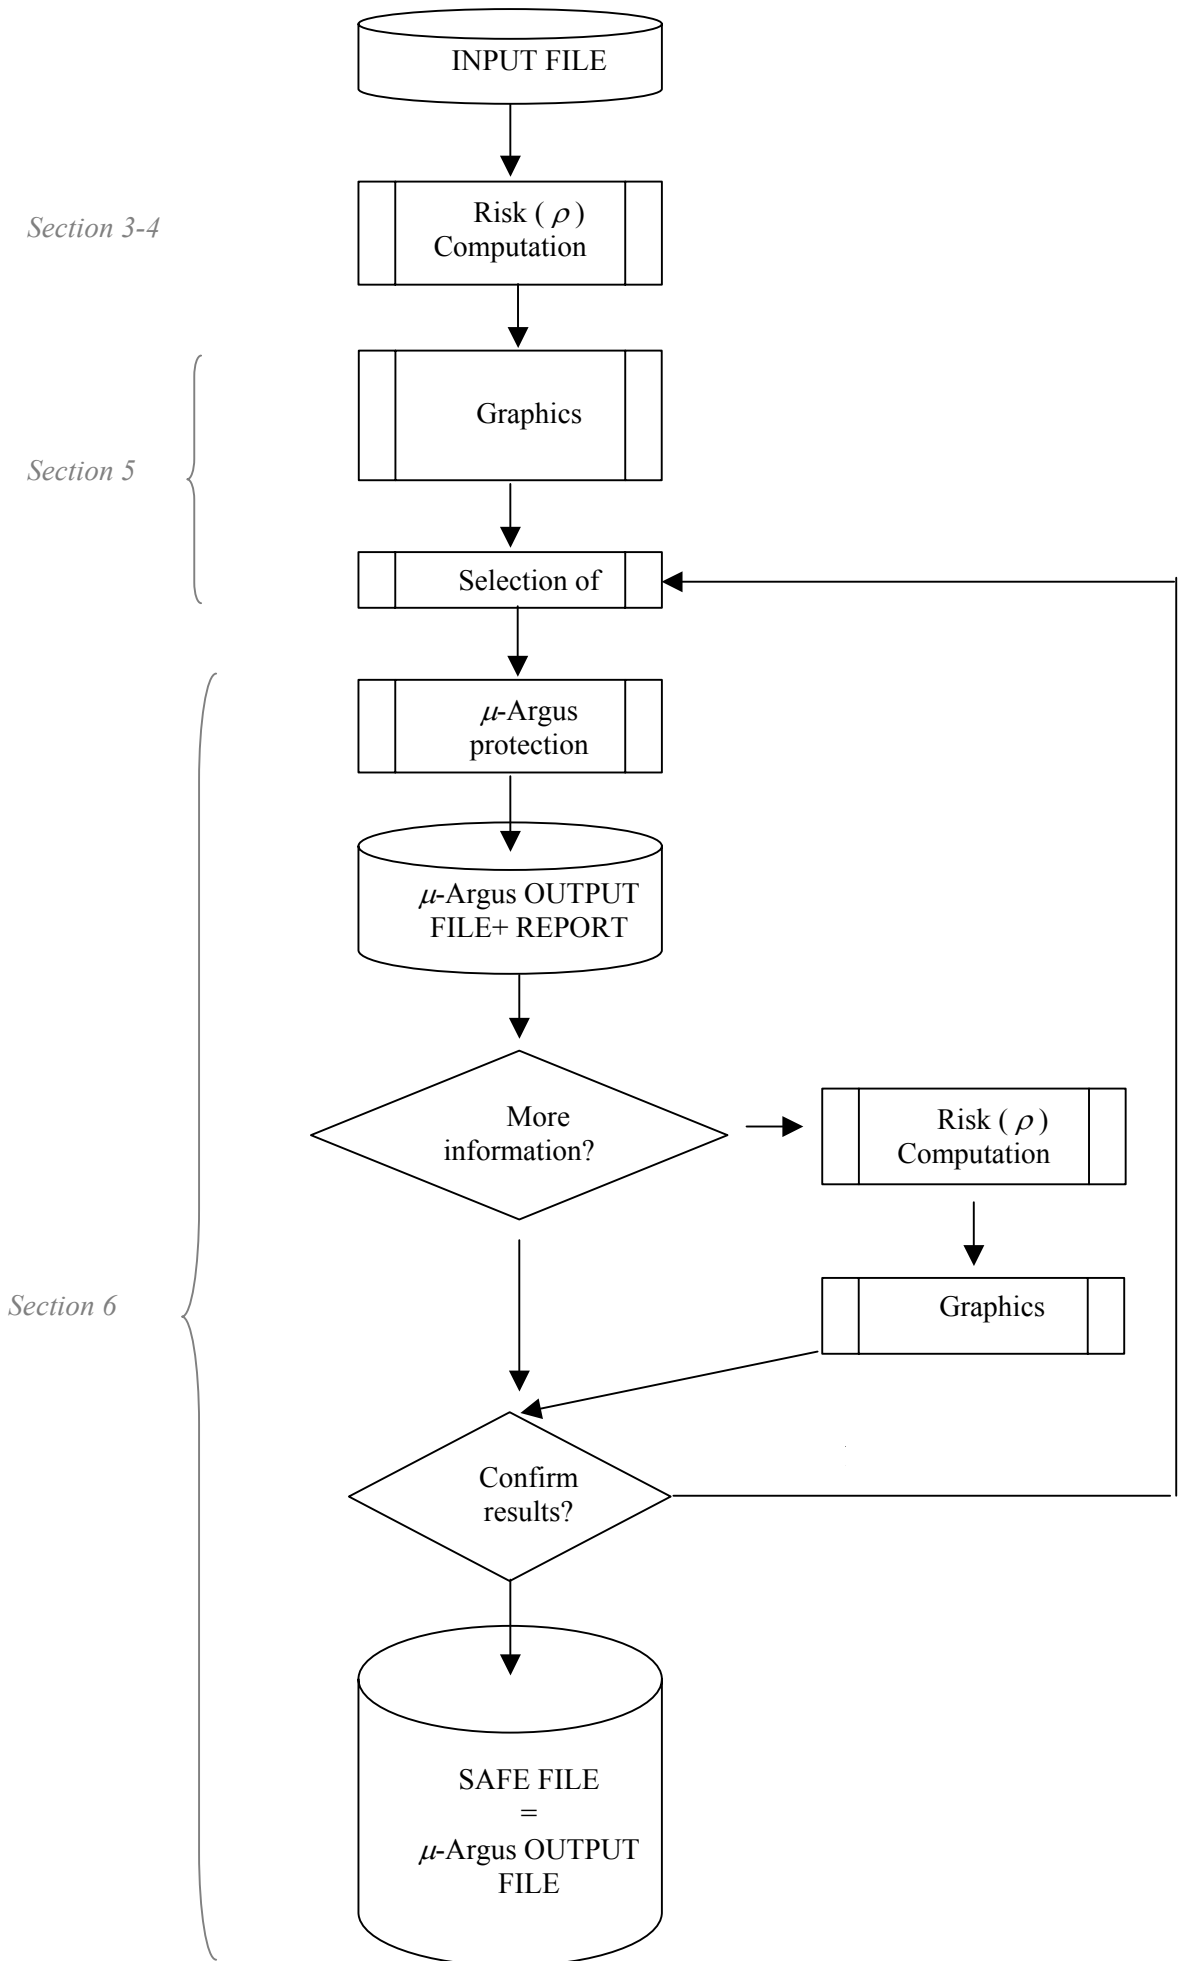 INPUT FILE
Section 3-4
Risk ( ρ )
Computation
Graphics
Section 5
Selection of
μ-Argus
protection
μ-Argus OUTPUT
FILE+ REPORT
More
information?
Risk ( ρ )
Computation
Graphics
Section 6
Confirm
results?
SAFE FILE
=
μ-Argus OUTPUT
FILE